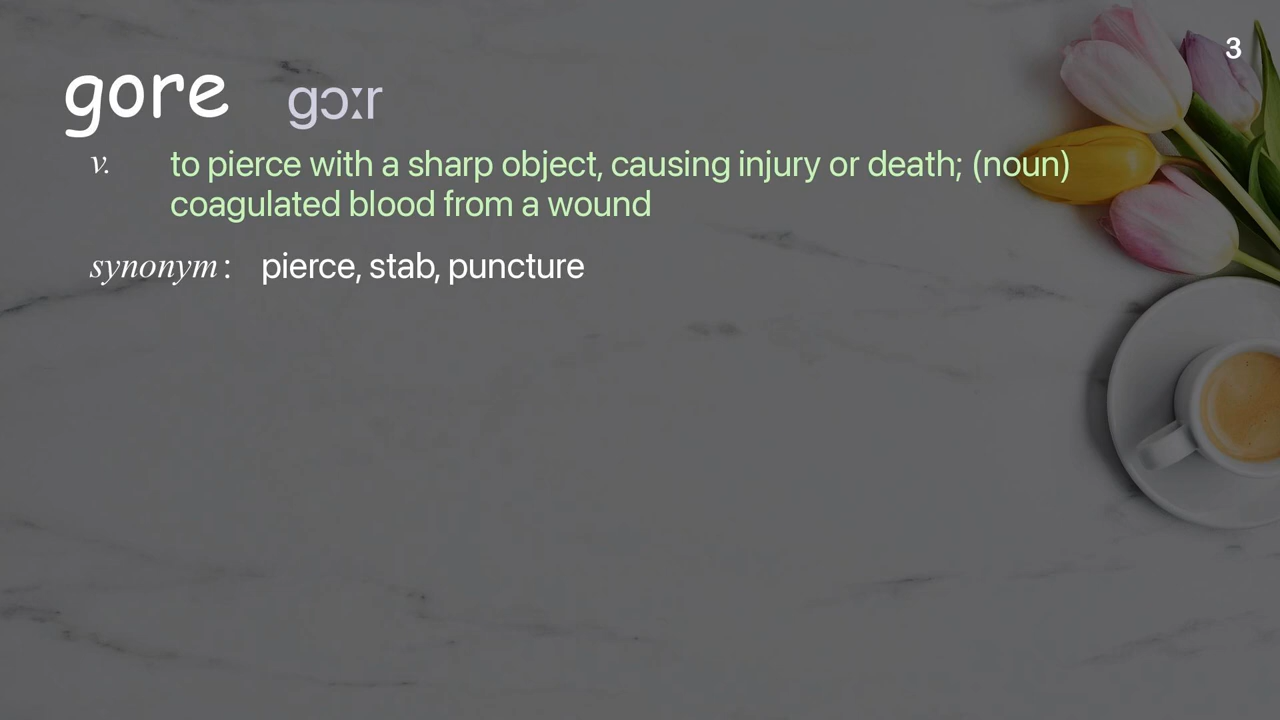 3
gore gɔːr
v. to pierce with a sharp object, causing injury or death; (noun)
coagulated blood from a wound
synonym: pierce, stab, puncture